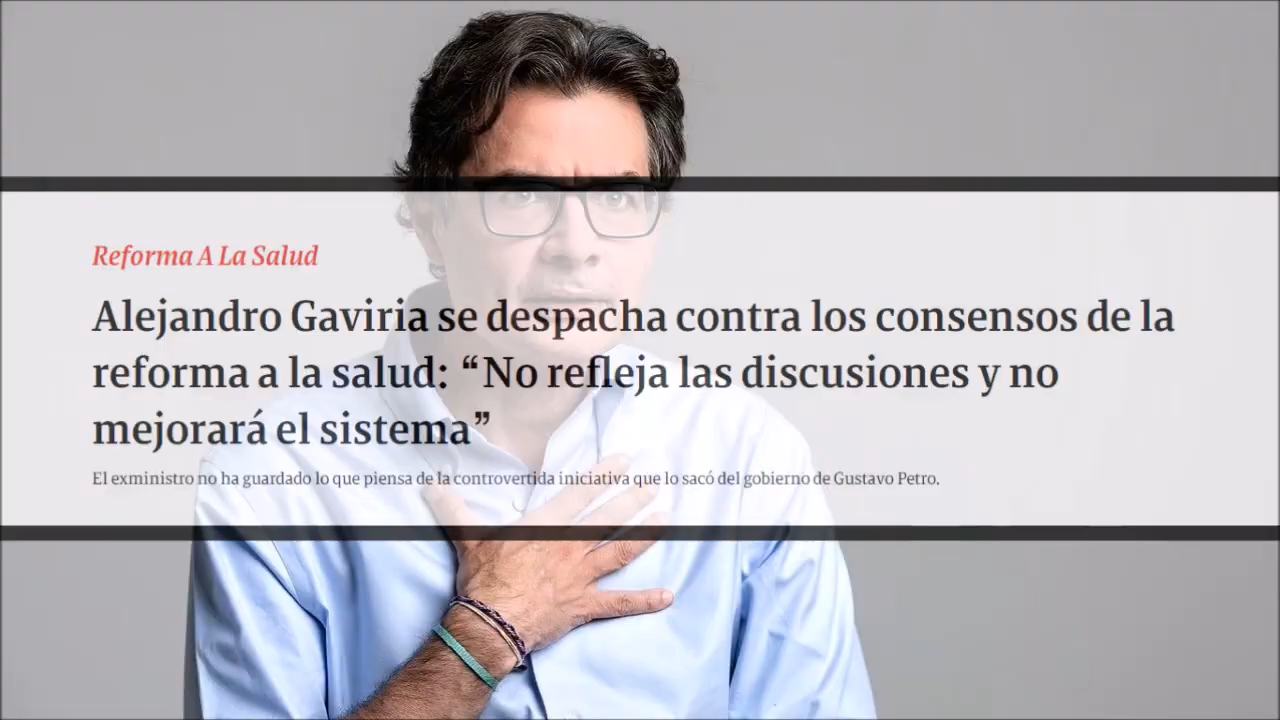 Reforma A La Salud
Alejandro Gaviria se despacha contra los consensos de la
reforma a la salud: “No refleja las discusiones y no
mejorará el sistema”
El exministro no ha guardado lo que piensa de la controvertida iniciativa que lo sacó del gobierno de Gustavo Petro.